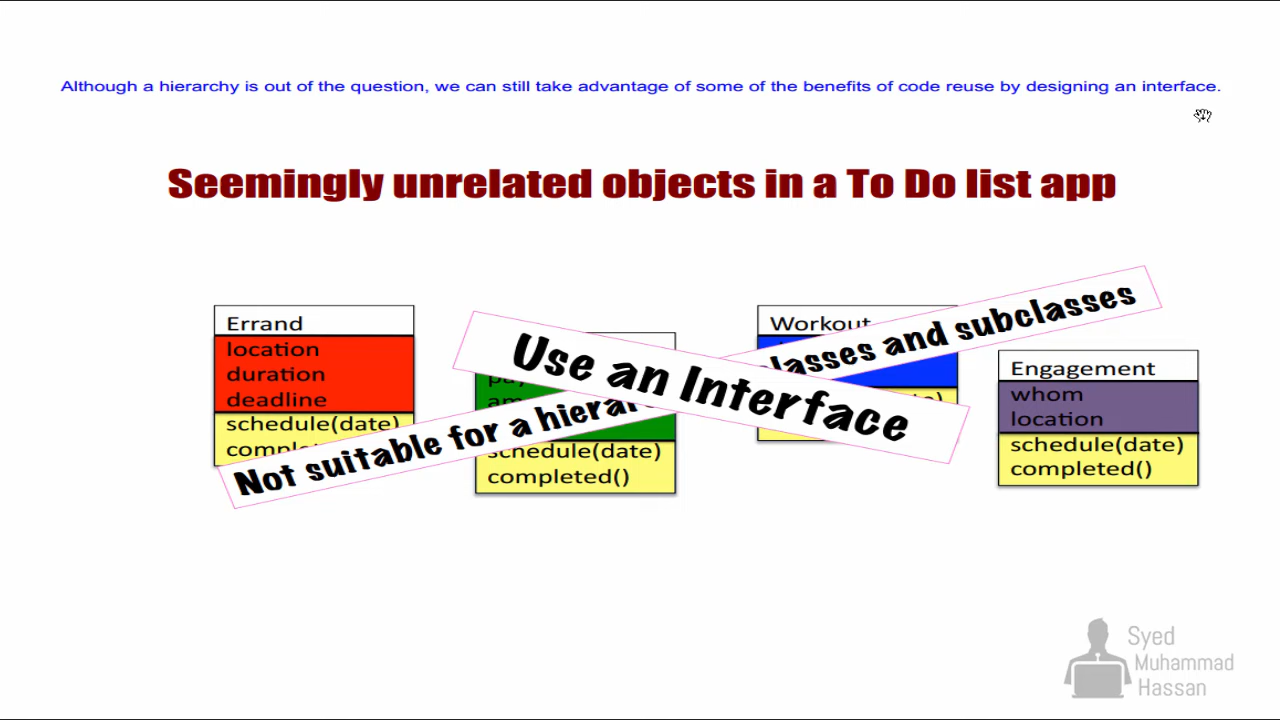 Although a hierarchy is out of the question, we can still take advantage of some of the benefits of code reuse by designing an interface.
Seemingly unrelated objects in a To Do list app
Errand
location
duration
deadline
schedule(date)
Not suitable for a
classes and subclasses
Use an Interface
schedule(date)
completed()
Workout
Engagement
whom
location
schedule(date)
completed()
Syed
Muhammad
Hassan